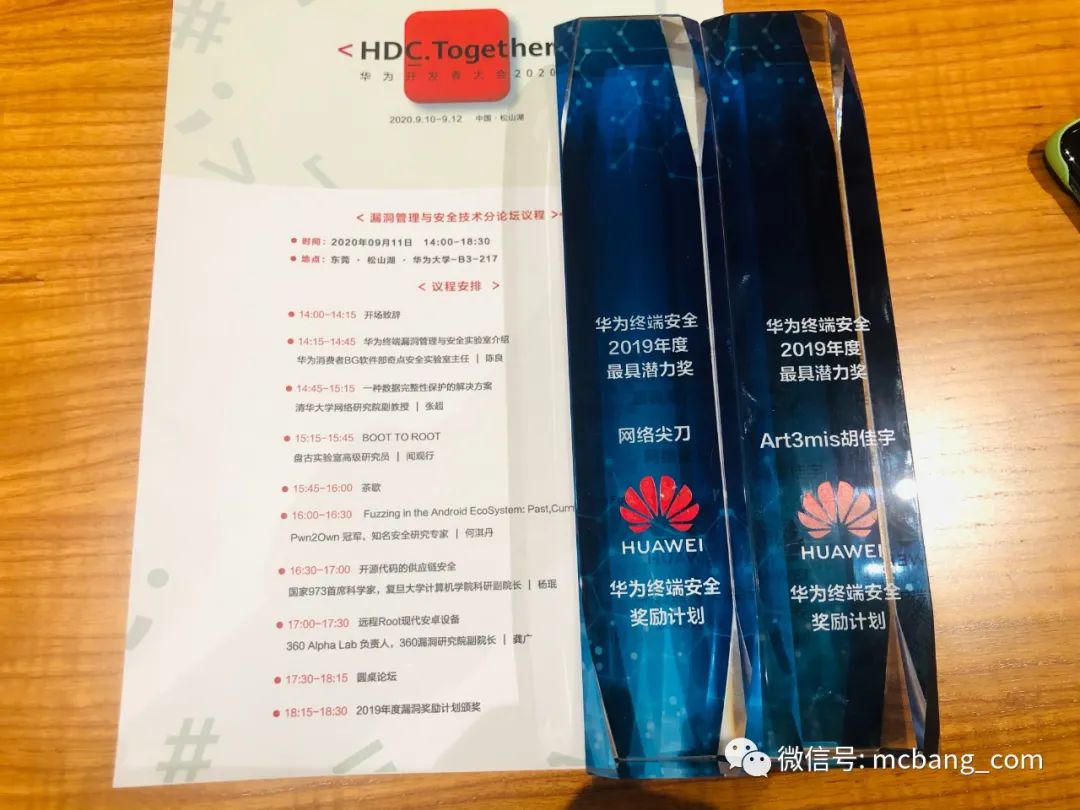 <HDC.Together
华为开发者大会2020
2020.9.10-9.12 中国·松山湖
<漏洞管理与安全技术分论坛议程>
时间：2020年09月11日 14:00-18:30
地点：东莞·松山湖·华为大学-B3-217
<议程安排>
14:00-14:15 开场致辞
14:15-14:45 华为终端漏洞管理与安全实验室介绍
华为消费者BG软件部奇点安全实验室主任 | 陈良
14:45-15:15 一种数据完整性保护的解决方案
清华大学网络研究院副教授 | 张超
15:15-15:45 BOOT TO ROOT
盘古实验室高级研究员 | 闻观行
15:45-16:00 茶歇
16:00-16:30 Fuzzing in the Android EcoSystem: Past,Curr
Pwn2Own 冠军，知名安全研究专家 | 何淇丹
16:30-17:00 开源代码的供应链安全
国家973首席科学家，复旦大学计算机学院科研副院长 | 杨珉
17:00-17:30 远程Root现代安卓设备
360 Alpha Lab 负责人，360漏洞研究院副院长 | 龚广
17:30-18:15 圆桌论坛
18:15-18:30 2019年度漏洞奖励计划颁奖
华为终端安全
2019年度
最具潜力奖
网络尖刀
HUAWEI
华为终端安全
奖励计划
华为终端安全
2019年度
最具潜力奖
Art3mis胡佳宇
HUAWEI
华为终端安全
奖励计划
微信号: mcbang_com